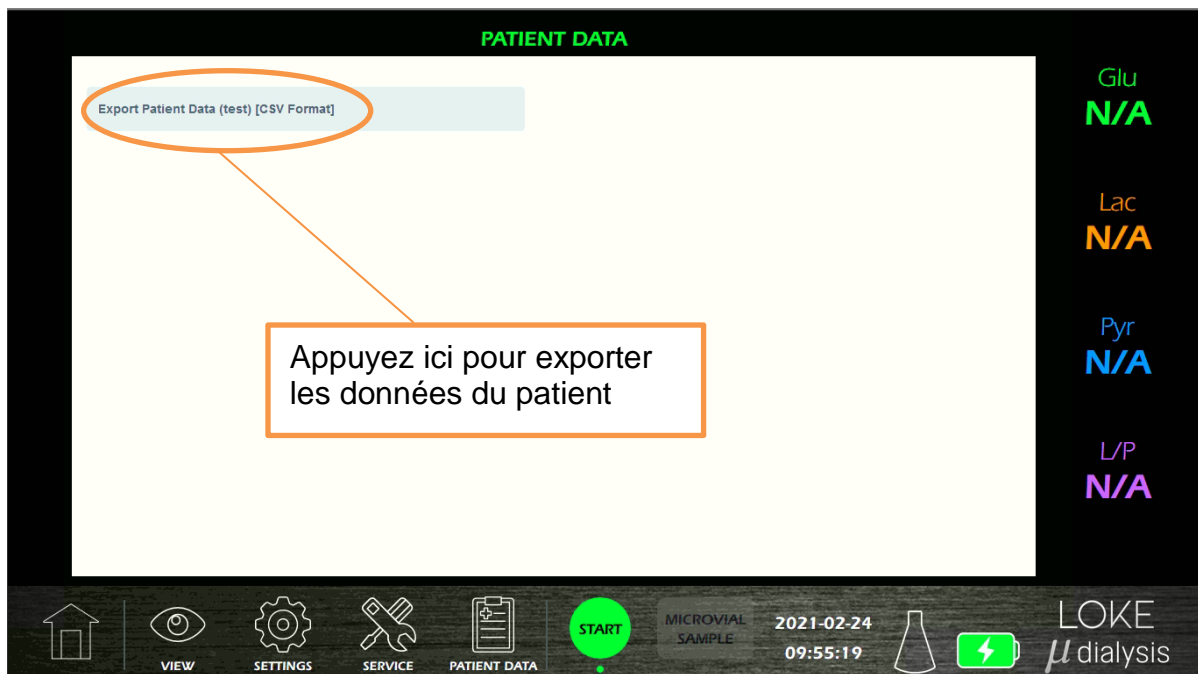 PATIENT DATA
Export Patient Data (test) [CSV Format]
Appuyez ici pour exporter
les données du patient
Glu
N/A
Lac
N/A
Pyr
N/A
L/P
N/A
VIEW
SETTINGS
SERVICE
PATIENT DATA
START
MICROVIAL
SAMPLE
2021-02-24
09:55:19
LOKE
μ dialysis